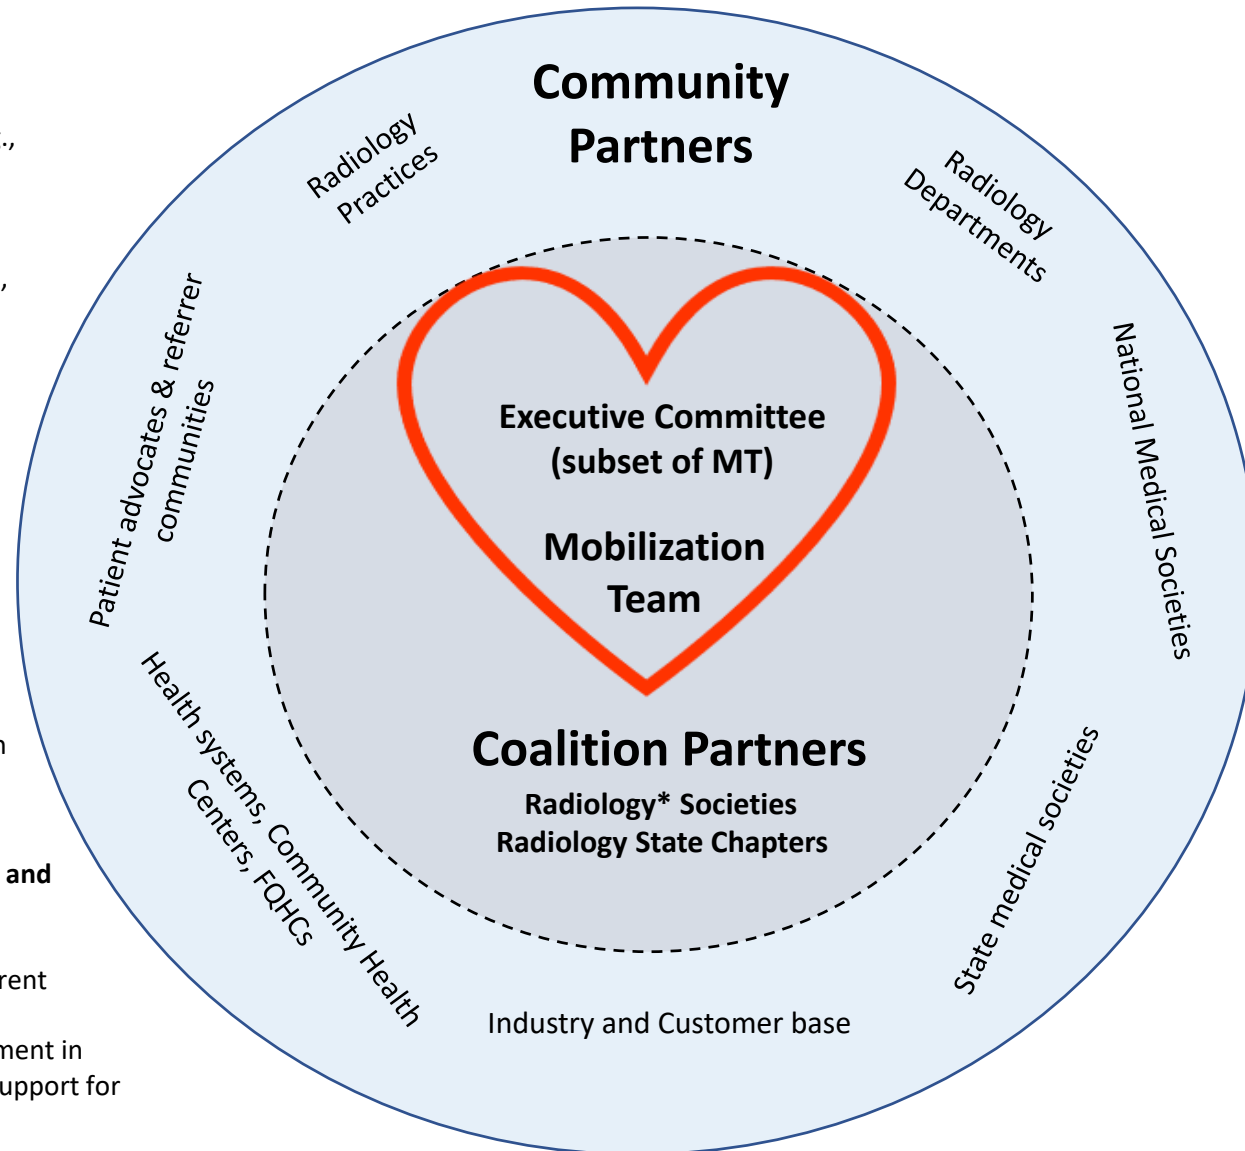 .,
,
n
and
rent
ment in
upport for
Community
Partners
Radiology
Practices
Radiology
Departments
Patient advocates & referrer
communities
National Medical Societies
Executive Committee
(subset of MT)
Mobilization
Team
Coalition Partners
Radiology* Societies
Radiology State Chapters
Health systems, Community Health
Centers, FQHCs
State medical societies
Industry and Customer base